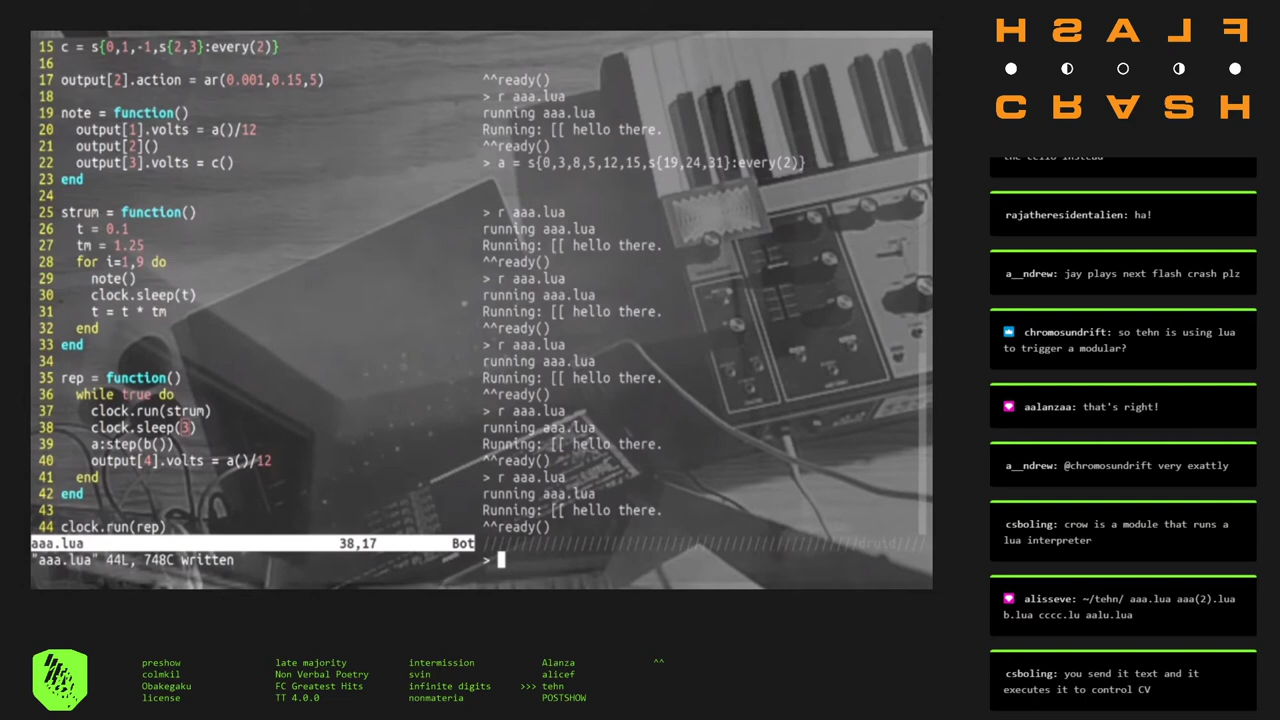 15 c = s{0,1,-1,s{2,3}:every(2)}
16
17 output[2].action = ar(0.001,0.15,5)
18
19 note = function()
20   output[1].volts = a()/12
21   output[2]()
22   output[3].volts = c()
23 end
24
25 strum = function()
26   t = 0.1
27   tm = 1.25
28   for i=1,9 do
29     note()
30     clock.sleep(t)
31     t = t * tm
32   end
33 end
34
35 rep = function()
36   while true do
37     clock.run(strum)
38     clock.sleep(3)
39     a:step(b())
40     output[4].volts = a()/12
41   end
42 end
43
44 clock.run(rep)
aaa.lua 38,17 Bot
"aaa.lua" 44L, 748C written
^^ready()
> r aaa.lua
running aaa.lua
Running: [[ hello there.
^^ready()
> a = s{0,3,8,5,12,15,s{19,24,31}:every(2)}
> r aaa.lua
running aaa.lua
Running: [[ hello there.
^^ready()
> r aaa.lua
running aaa.lua
Running: [[ hello there.
^^ready()
> r aaa.lua
running aaa.lua
Running: [[ hello there.
^^ready()
> r aaa.lua
running aaa.lua
Running: [[ hello there.
^^ready()
> r aaa.lua
running aaa.lua
Running: [[ hello there.
^^ready()
//////////////////////////////////////////////////druid////
>
FLASH
CRASH
the cello instead
rajatheresidentalien: ha!
a__ndrew: jay plays next flash crash plz
chromosundrift: so tehn is using lua
to trigger a modular?
aalanzaa: that's right!
a__ndrew: @chromosundrift very exattly
csboling: crow is a module that runs a
lua interpreter
alisseve: ~/tehn/ aaa.lua aaa(2).lua
b.lua cccc.lu aalu.lua
csboling: you send it text and it
executes it to control CV
preshow
colmkil
Obakegaku
license
late majority
Non Verbal Poetry
FC Greatest Hits
TT 4.0.0
intermission
svin
infinite digits
nonmateria
Alanza
alicef
>>> tehn
POSTSHOW
^^